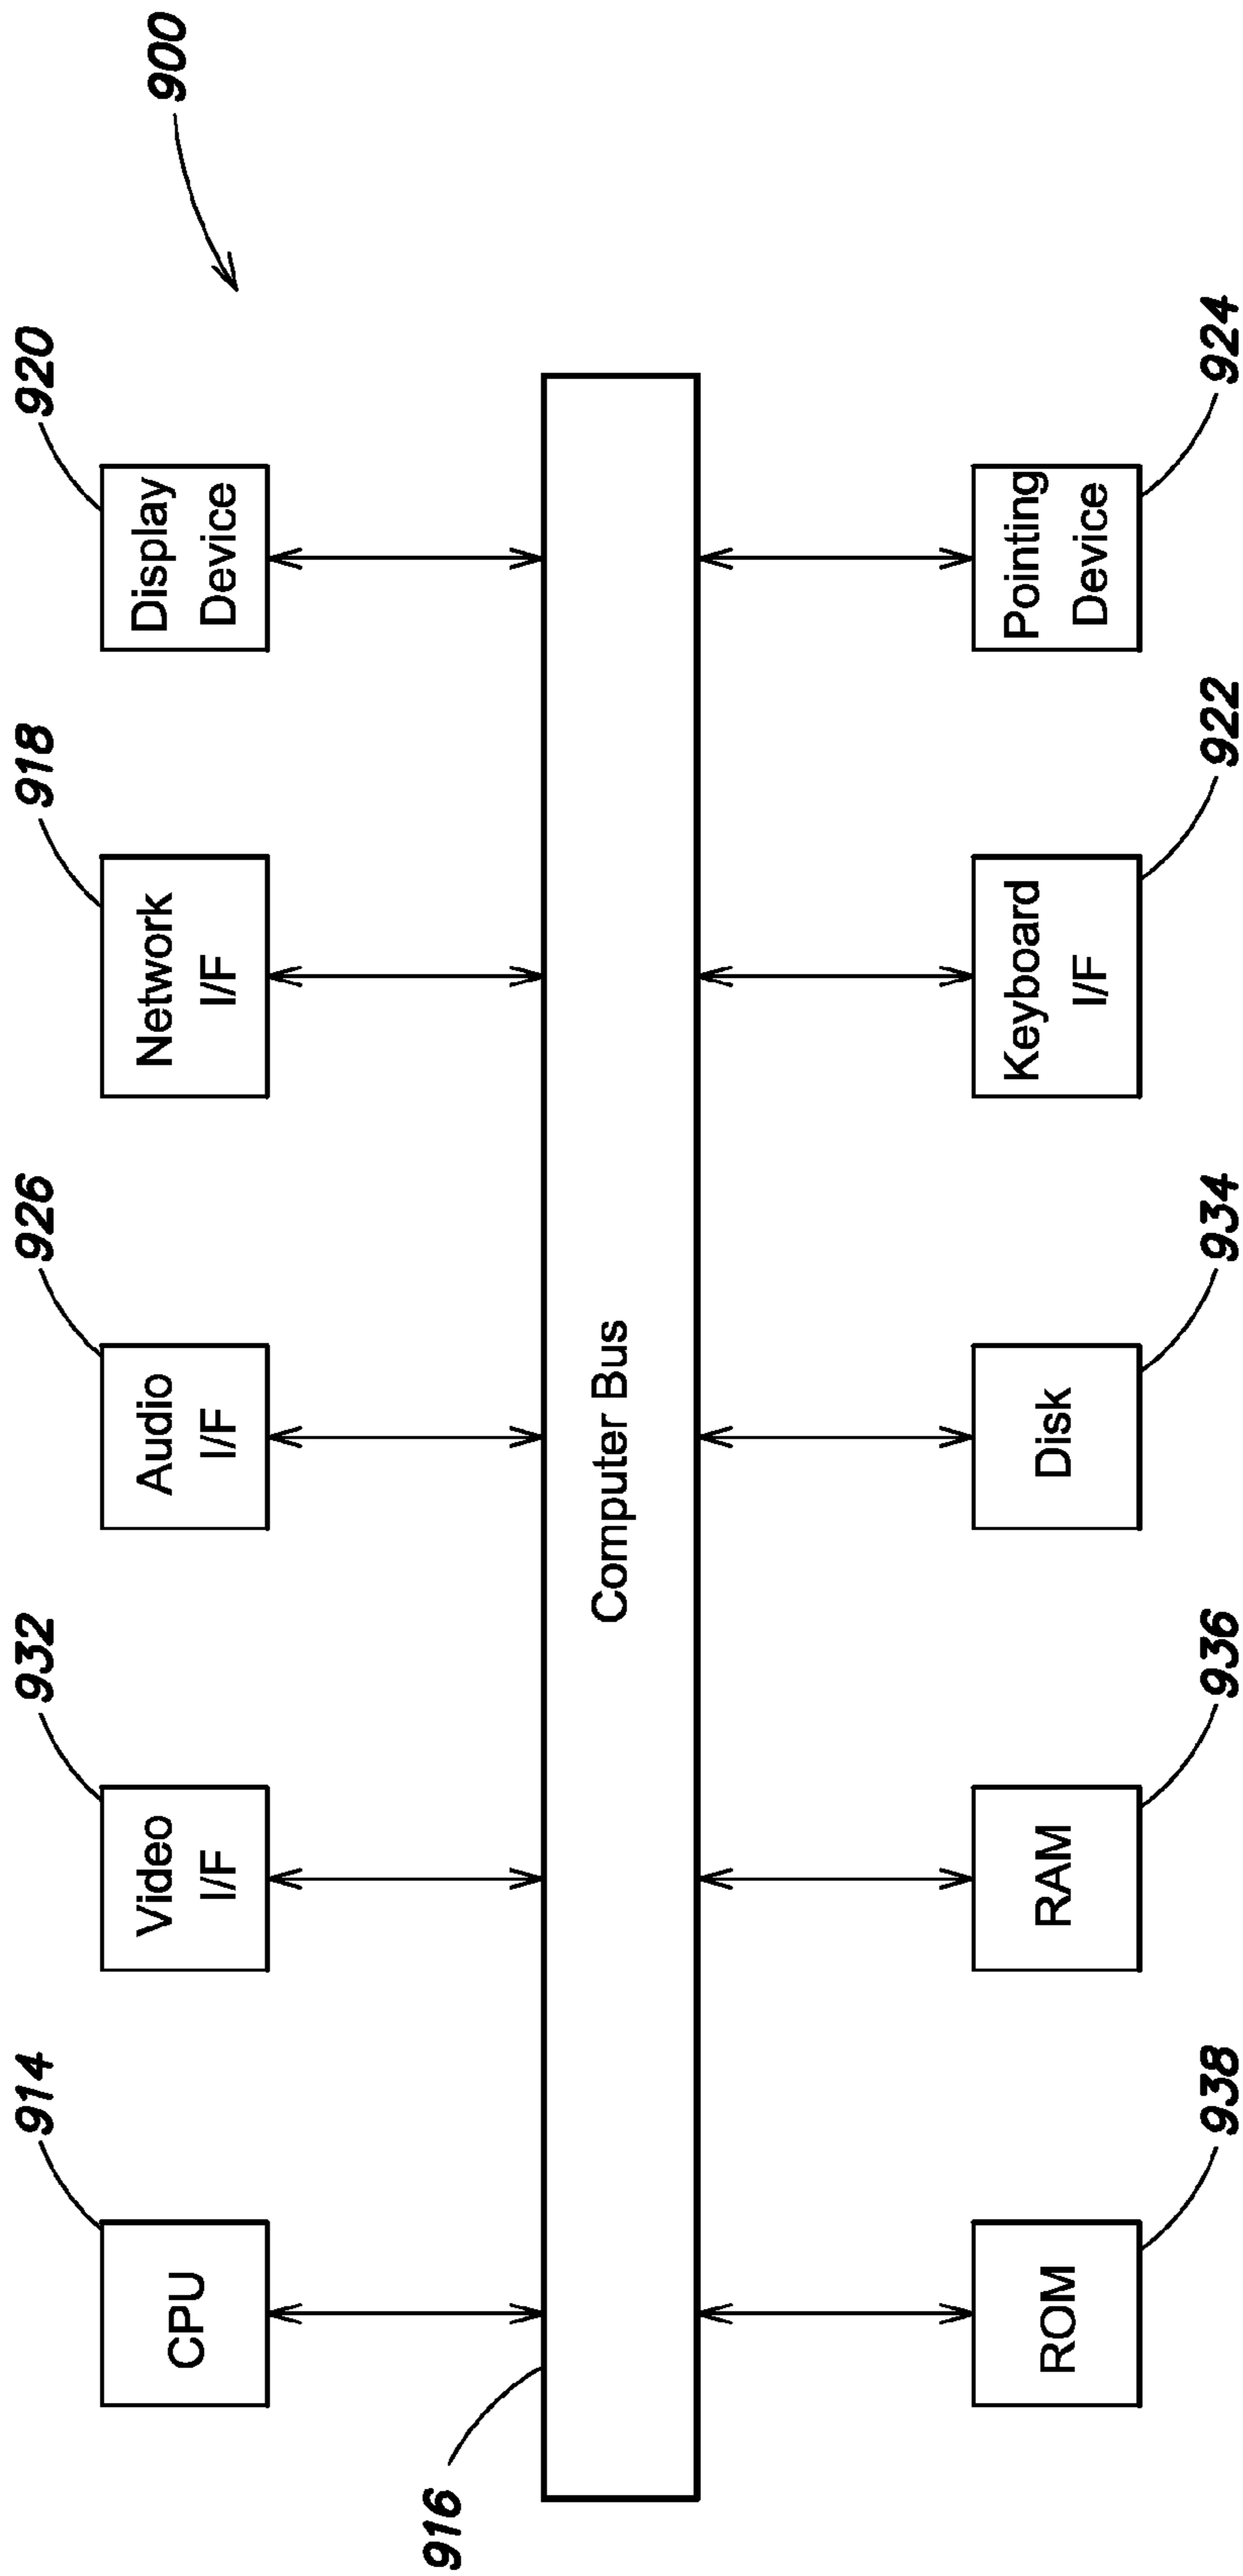 900
914
932
926
918
920
CPU
Video
I/F
Audio
I/F
Network
I/F
Display
Device
916
Computer Bus
ROM
RAM
Disk
Keyboard
I/F
Pointing
Device
938
936
934
922
924